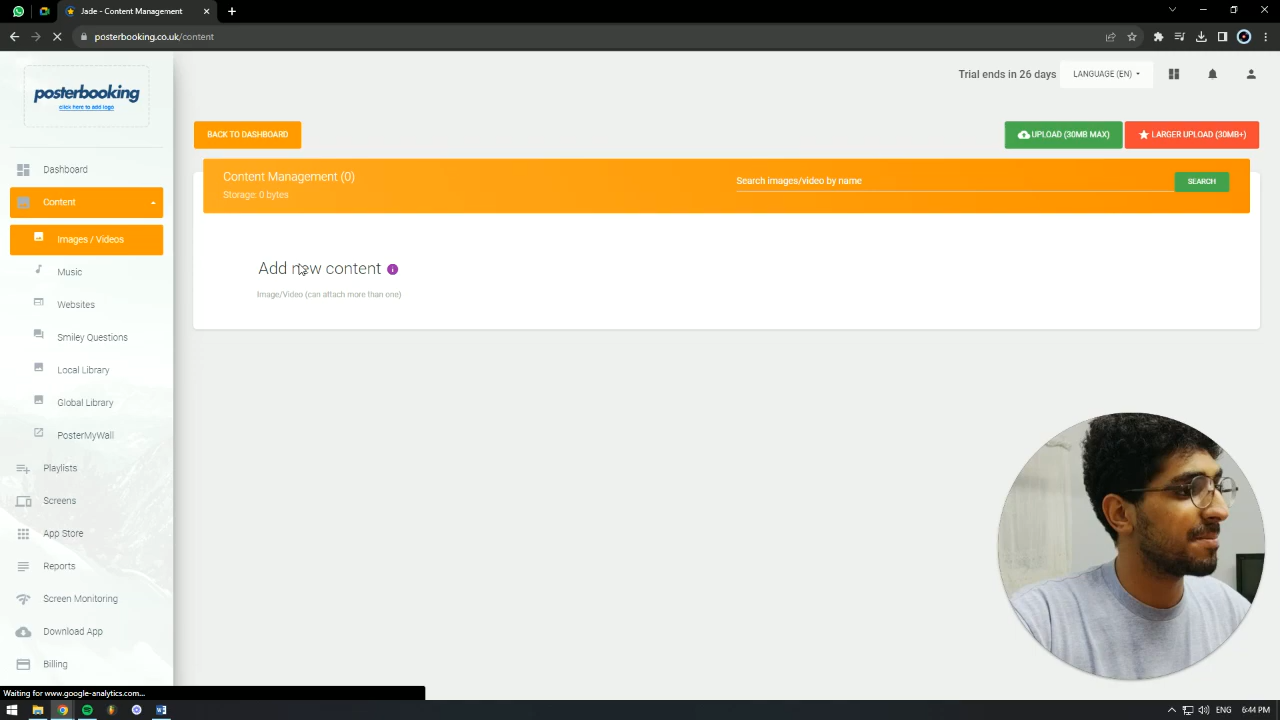 Jade - Content Management
posterbooking.co.uk/content
posterbooking
click here to add logo
Trial ends in 26 days
LANGUAGE (EN)
BACK TO DASHBOARD
UPLOAD (30MB MAX)
LARGER UPLOAD (30MB+)
Content Management (0)
Storage: 0 bytes
Search images/video by name
SEARCH
Add new content
Image/Video (can attach more than one)
Dashboard
Content
Images / Videos
Music
Websites
Smiley Questions
Local Library
Global Library
PosterMyWall
Playlists
Screens
App Store
Reports
Screen Monitoring
Download App
Billing
Waiting for www.google-analytics.com...
ENG
6:44 PM